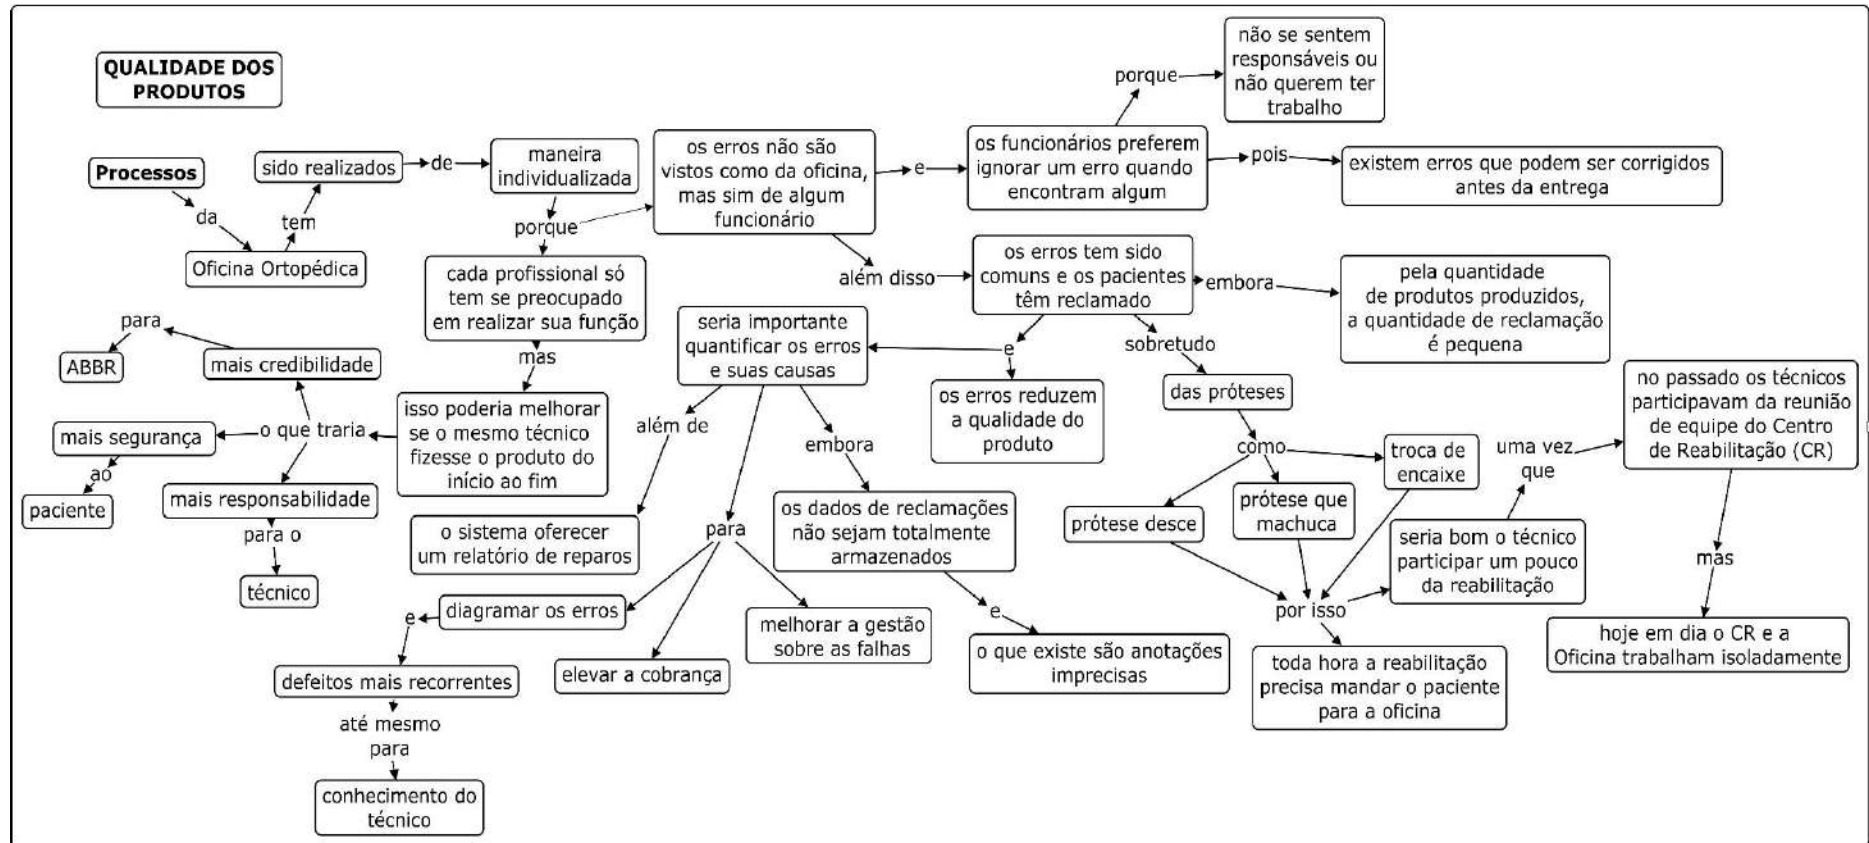 QUALIDADE DOS
PRODUTOS
Processos
da
Oficina Ortopédica
tem
sido realizados
de
maneira
individualizada
porque
cada profissional só
tem se preocupado
em realizar sua função
mas
isso poderia melhorar
se o mesmo técnico
fizesse o produto do
início ao fim
o que traria
mais credibilidade
para
ABBR
mais segurança
ao
paciente
mais responsabilidade
para o
técnico
os erros não são
vistos como da oficina,
mas sim de algum
funcionário
e
os funcionários preferem
ignorar um erro quando
encontram algum
porque
não se sentem
responsáveis ou
não querem ter
trabalho
pois
existem erros que podem ser corrigidos
antes da entrega
além disso
os erros tem sido
comuns e os pacientes
têm reclamado
embora
pela quantidade
de produtos produzidos,
a quantidade de reclamação
é pequena
e
os erros reduzem
a qualidade do
produto
seria importante
quantificar os erros
e suas causas
além de
o sistema oferecer
um relatório de reparos
para
diagramar os erros
e
defeitos mais recorrentes
até mesmo
para
conhecimento do
técnico
elevar a cobrança
melhorar a gestão
sobre as falhas
embora
os dados de reclamações
não sejam totalmente
armazenados
e
o que existe são anotações
imprecisas
sobretudo
das próteses
como
prótese desce
prótese que
machuca
troca de
encaixe
por isso
toda hora a reabilitação
precisa mandar o paciente
para a oficina
seria bom o técnico
participar um pouco
da reabilitação
uma vez
que
no passado os técnicos
participavam da reunião
de equipe do Centro
de Reabilitação (CR)
mas
hoje em dia o CR e a
Oficina trabalham isoladamente